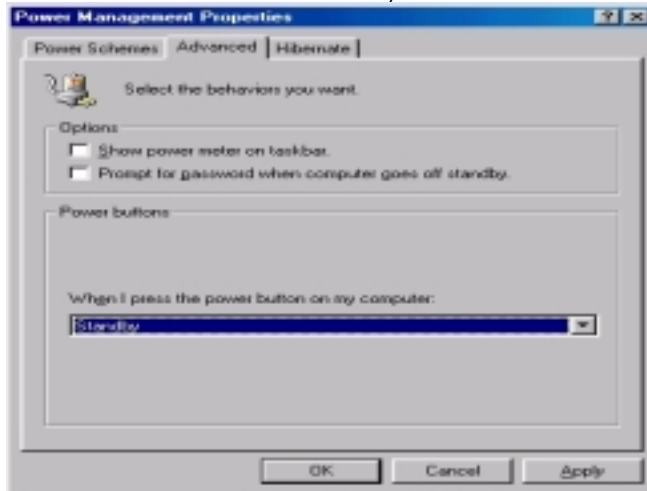 Power Management Properties
Power Schemes Advanced Hibernate
Select the behaviors you want.
Options
Show power meter on taskbar.
Prompt for password when computer goes off standby.
Power buttons
When I press the power button on my computer:
Standby
OK Cancel Apply